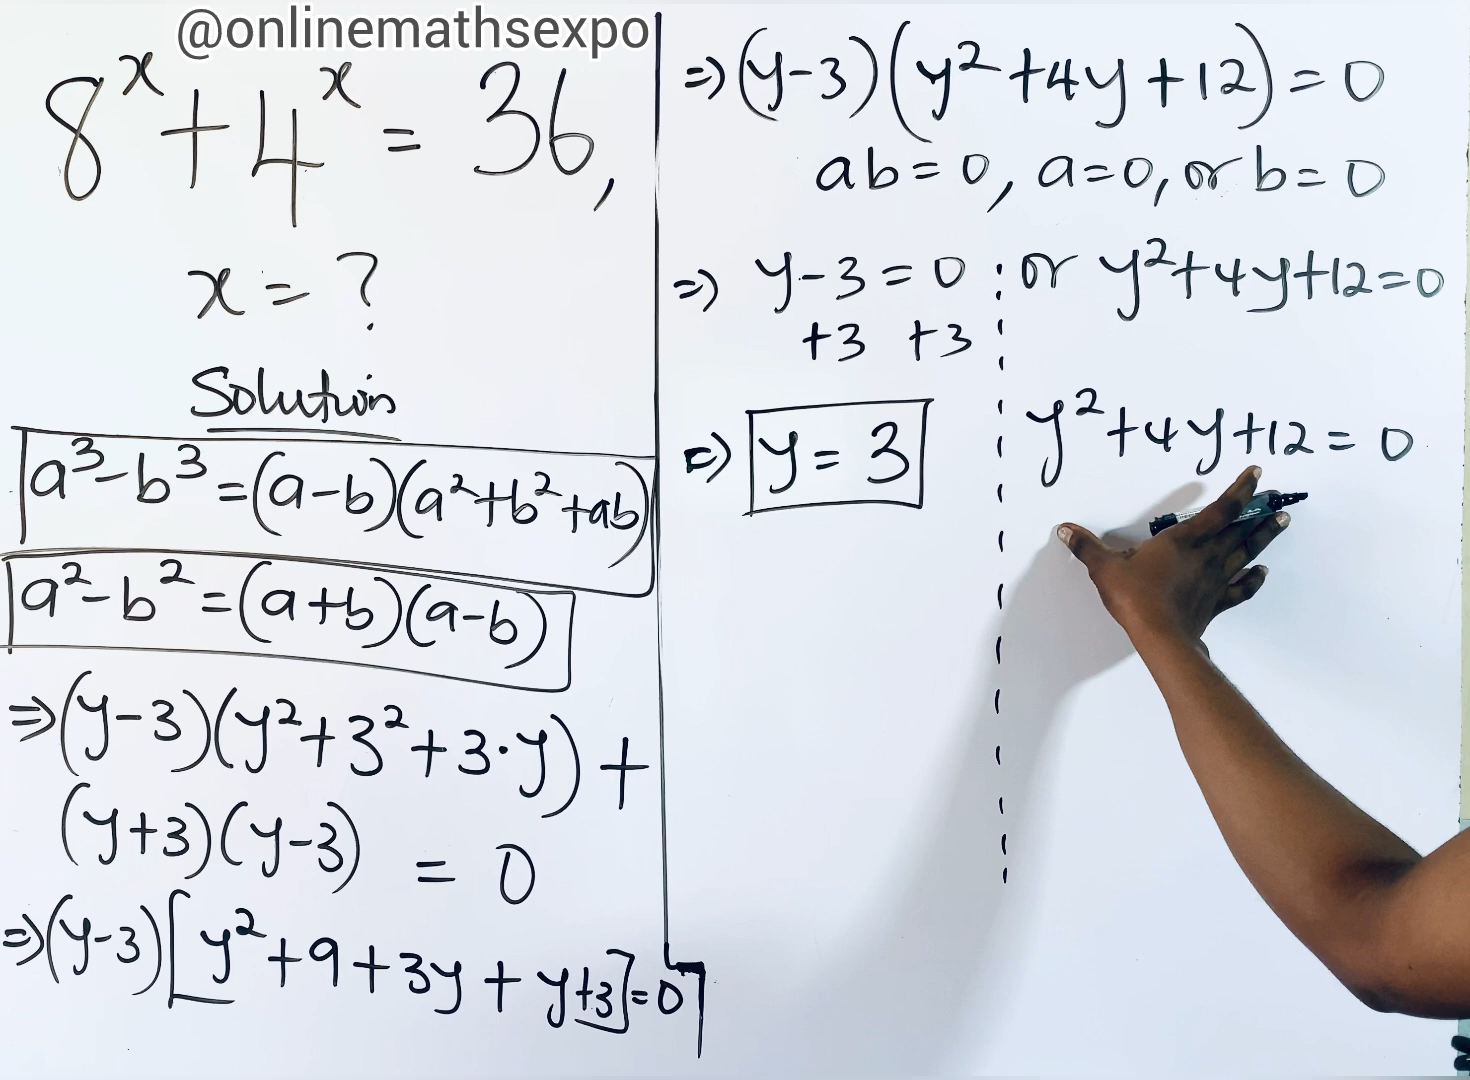 @onlinemathsexpo
8ˣ + 4ˣ = 36,
x = ?
Solution
a³ - b³ = (a-b)(a²+b²+ab)
a² - b² = (a+b)(a-b)
⇒ (y-3)(y²+3²+3·y) +
(y+3)(y-3) = 0
⇒ (y-3)[y²+9+3y+y+3] = 0
⇒ (y-3)(y²+4y+12) = 0
ab = 0, a=0, or b=0
⇒ y-3 = 0 or y²+4y+12=0
+3 +3
⇒ y = 3
y²+4y+12 = 0